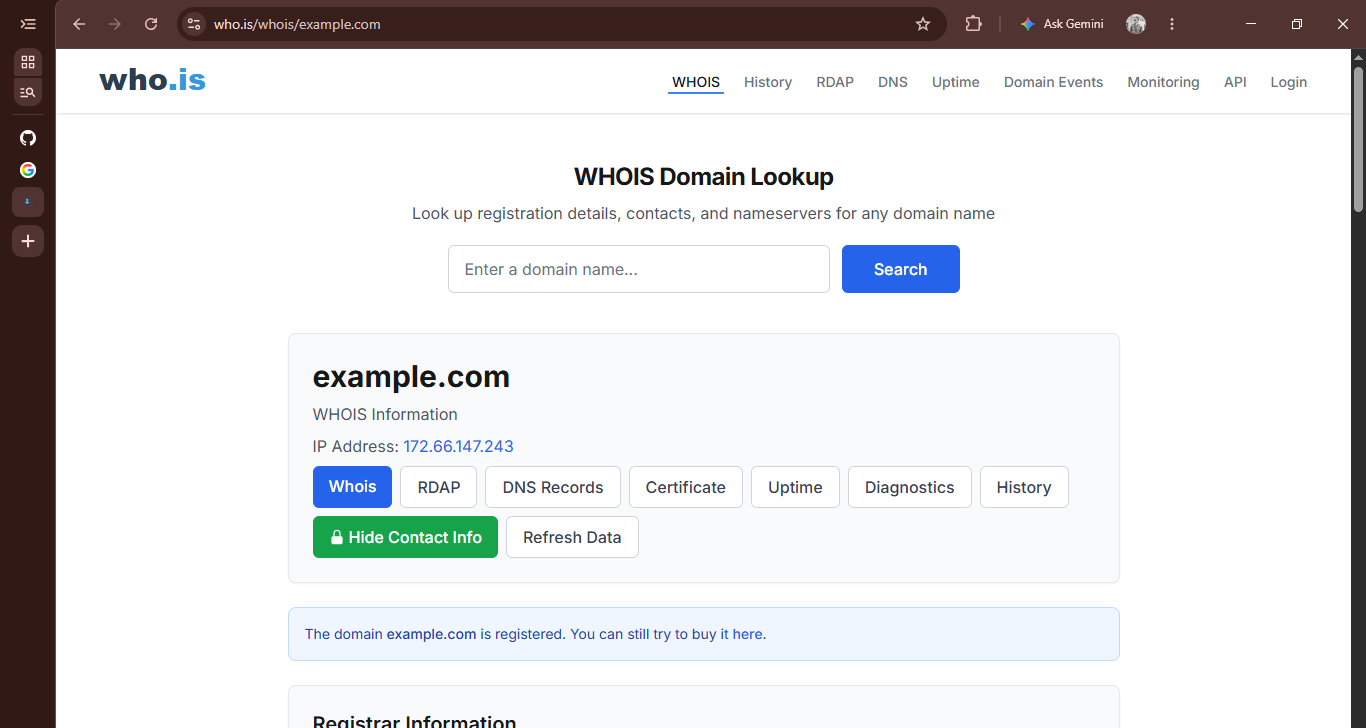 who.is/whois/example.com
Ask Gemini
who.is
WHOIS History RDAP DNS Uptime Domain Events Monitoring API Login
WHOIS Domain Lookup
Look up registration details, contacts, and nameservers for any domain name
Enter a domain name... Search
example.com
WHOIS Information
IP Address: 172.66.147.243
Whois RDAP DNS Records Certificate Uptime Diagnostics History
Hide Contact Info Refresh Data
The domain example.com is registered. You can still try to buy it here.
Registrar Information